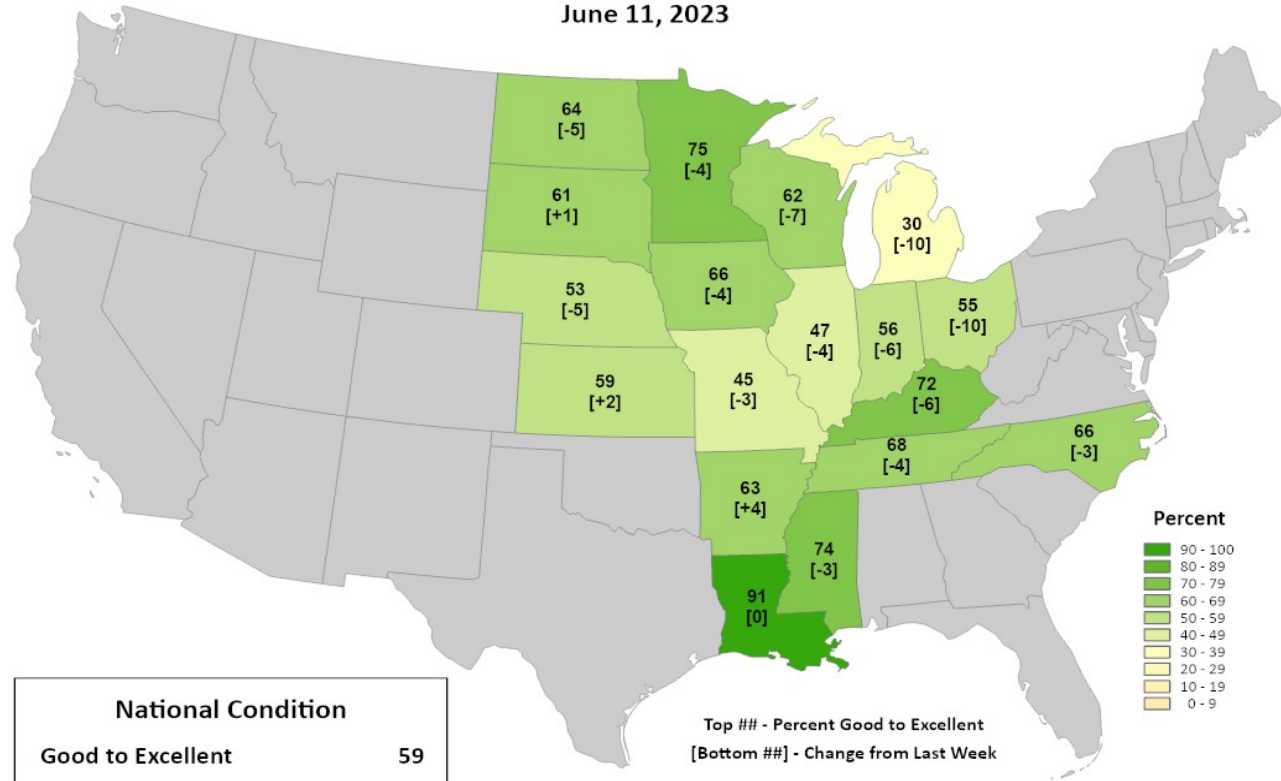 June 11, 2023
64
[-5]
75
[-4]
61
[+1]
62
[-7]
30
[-10]
53
[-5]
66
[-4]
47
[-4]
56
[-6]
55
[-10]
59
[+2]
45
[-3]
72
[-6]
68
[-4]
66
[-3]
63
[+4]
74
[-3]
91
[0]
Percent
90 - 100
80 - 89
70 - 79
60 - 69
50 - 59
40 - 49
30 - 39
20 - 29
10 - 19
0 - 9
National Condition
Good to Excellent 59
Top ## - Percent Good to Excellent
[Bottom ##] - Change from Last Week